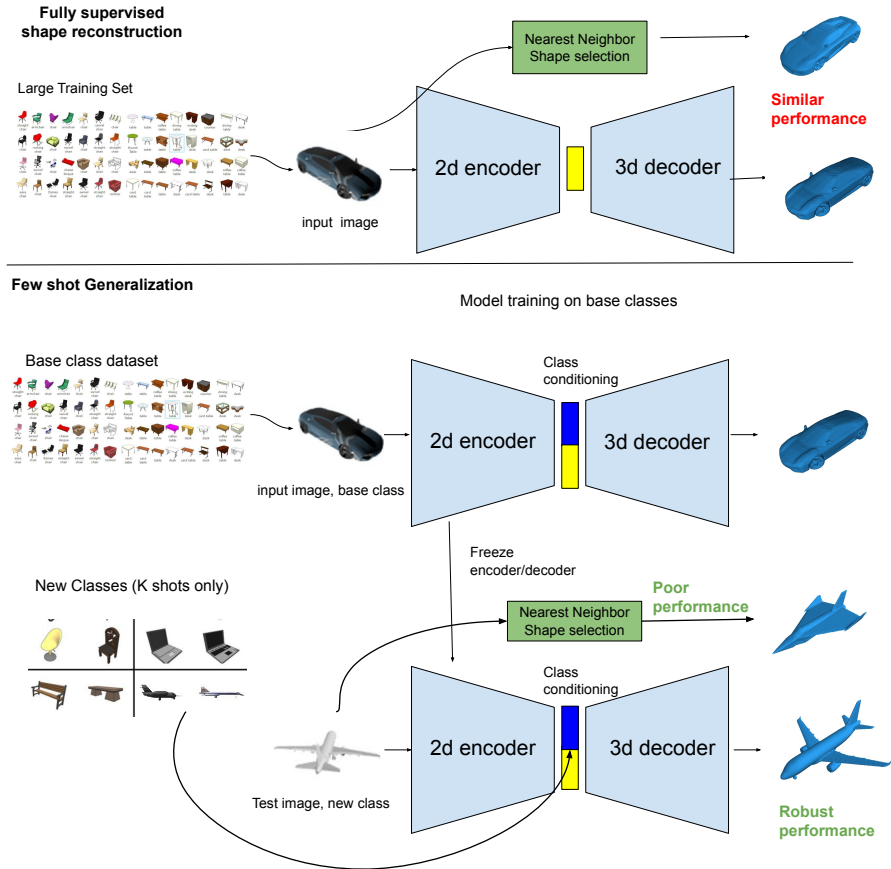 Fully supervised
shape reconstruction
Nearest Neighbor
Shape selection
Large Training Set
Similar
performance
2d encoder
3d decoder
input image
Few shot Generalization
Model training on base classes
Base class dataset
Class
conditioning
2d encoder
3d decoder
input image, base class
Freeze
encoder/decoder
New Classes (K shots only)
Poor
performance
Nearest Neighbor
Shape selection
Class
conditioning
2d encoder
3d decoder
Test image, new class
Robust
performance